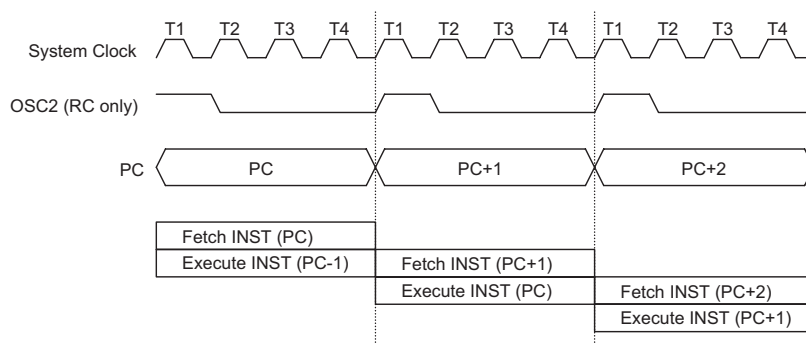 T1 T2 T3 T4 T1 T2 T3 T4 T1 T2 T3 T4
System Clock
OSC2 (RC only)
PC PC PC+1 PC+2
Fetch INST (PC)
Execute INST (PC-1) Fetch INST (PC+1)
Execute INST (PC) Fetch INST (PC+2)
Execute INST (PC+1)